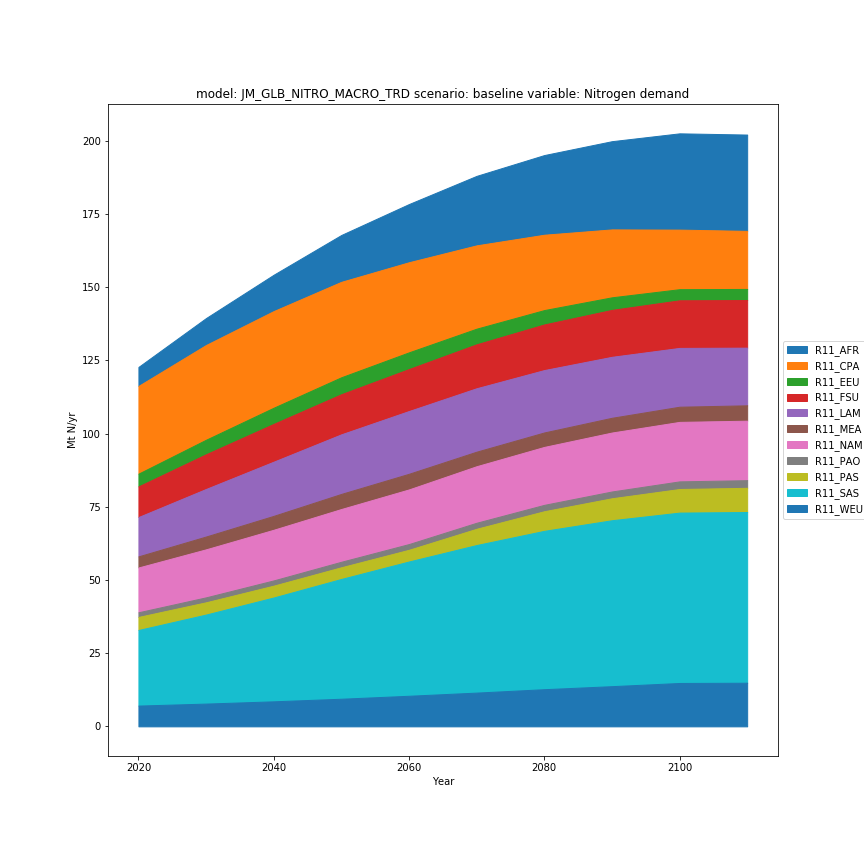 model: JM_GLB_NITRO_MACRO_TRD scenario: baseline variable: Nitrogen demand
200
175
150
125
100
75
50
25
0
Mt N/yr
2020 2040 2060 2080 2100
Year
R11_AFR
R11_CPA
R11_EEU
R11_FSU
R11_LAM
R11_MEA
R11_NAM
R11_PAO
R11_PAS
R11_SAS
R11_WEU